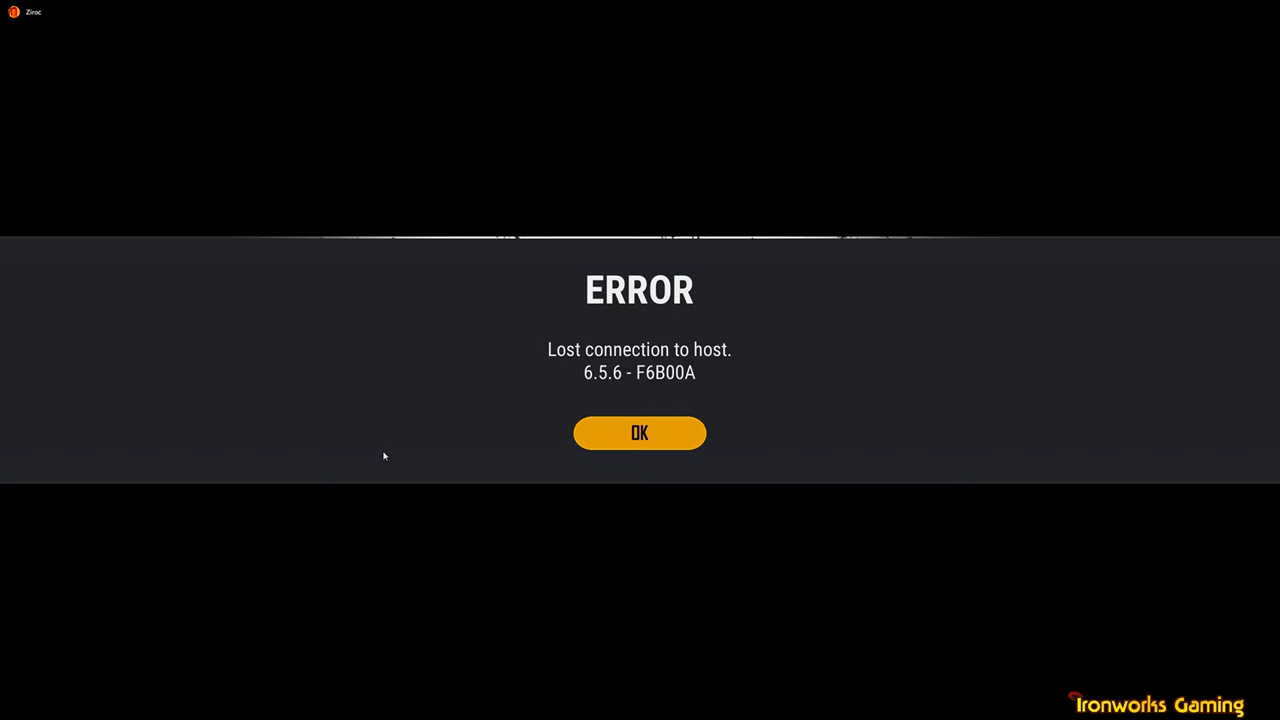 Ziroc
ERROR
Lost connection to host.
6.5.6 - F6B00A
OK
Ironworks Gaming